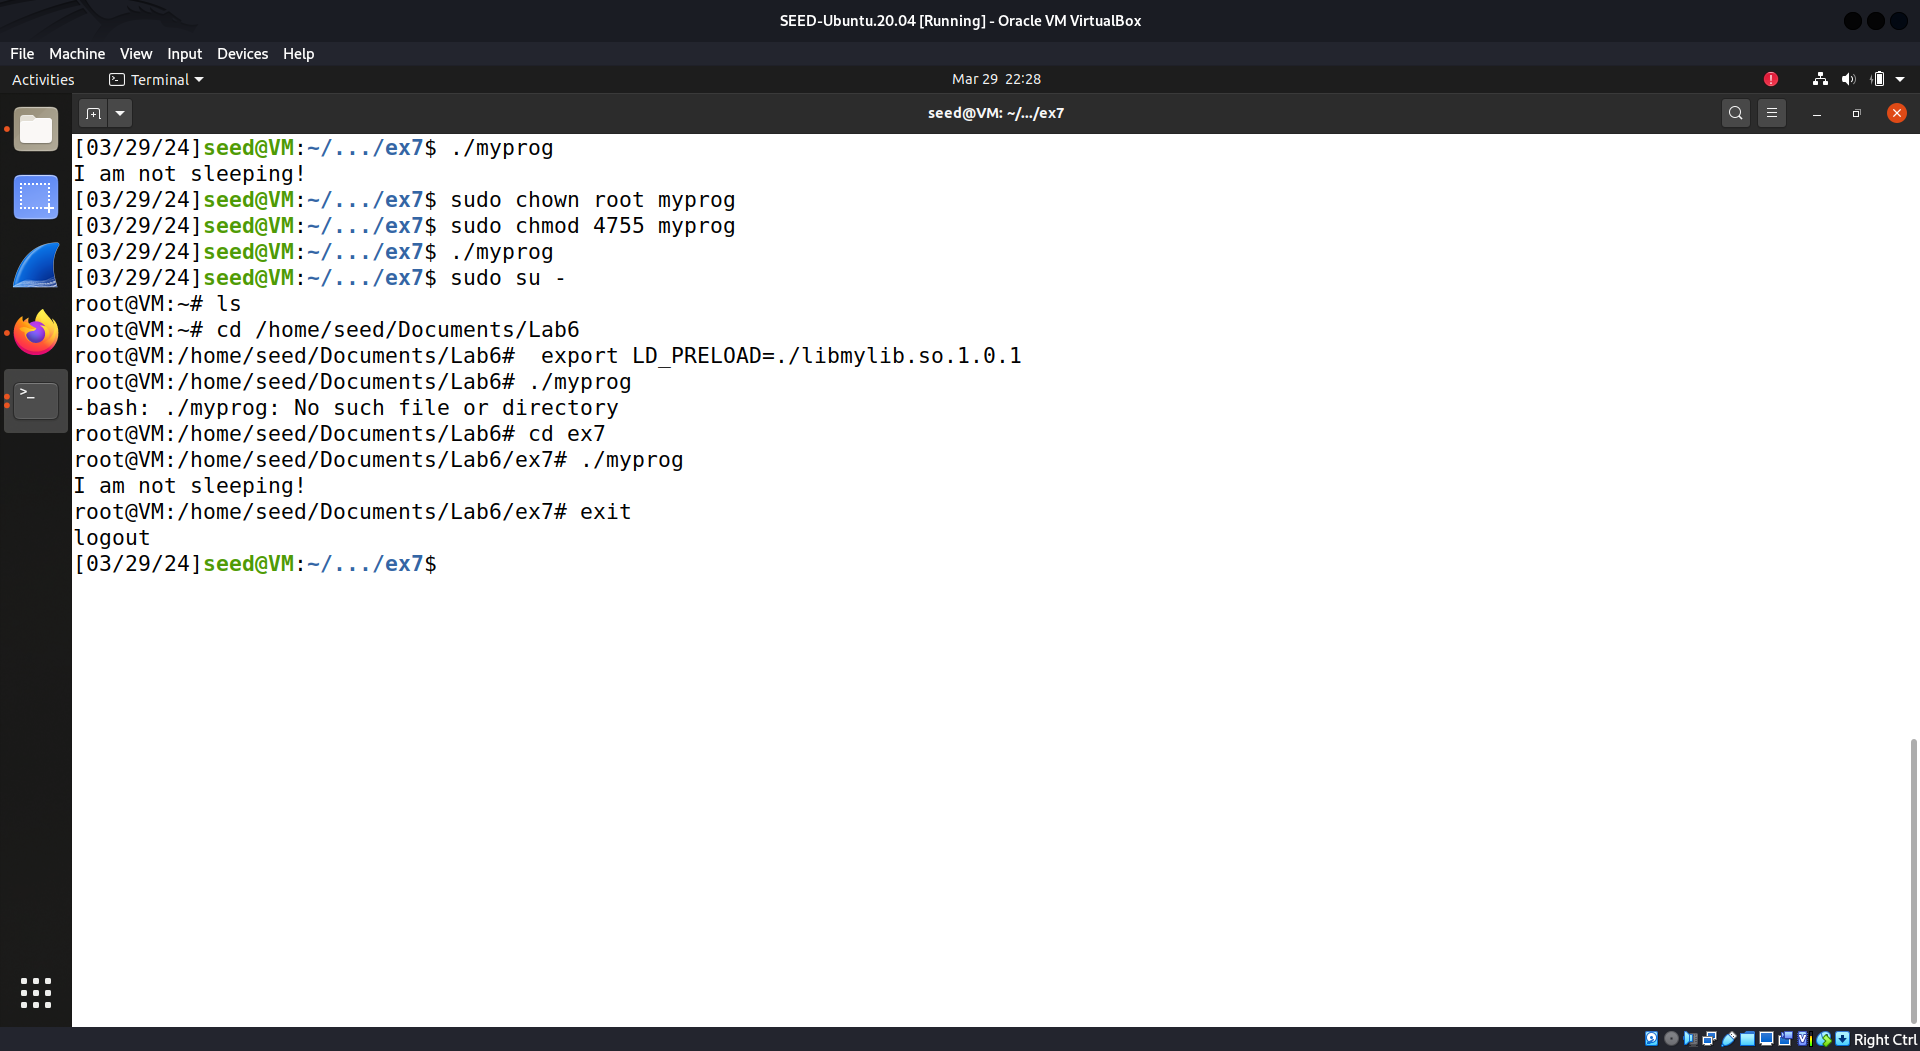 SEED-Ubuntu.20.04 [Running] - Oracle VM VirtualBox
File Machine View Input Devices Help
Activities Terminal Mar 29 22:28
seed@VM: ~/.../ex7
[03/29/24]seed@VM:~/.../ex7$ ./myprog
I am not sleeping!
[03/29/24]seed@VM:~/.../ex7$ sudo chown root myprog
[03/29/24]seed@VM:~/.../ex7$ sudo chmod 4755 myprog
[03/29/24]seed@VM:~/.../ex7$ ./myprog
[03/29/24]seed@VM:~/.../ex7$ sudo su -
root@VM:~# ls
root@VM:~# cd /home/seed/Documents/Lab6
root@VM:/home/seed/Documents/Lab6#  export LD_PRELOAD=./libmylib.so.1.0.1
root@VM:/home/seed/Documents/Lab6# ./myprog
-bash: ./myprog: No such file or directory
root@VM:/home/seed/Documents/Lab6# cd ex7
root@VM:/home/seed/Documents/Lab6/ex7# ./myprog
I am not sleeping!
root@VM:/home/seed/Documents/Lab6/ex7# exit
logout
[03/29/24]seed@VM:~/.../ex7$
Right Ctrl